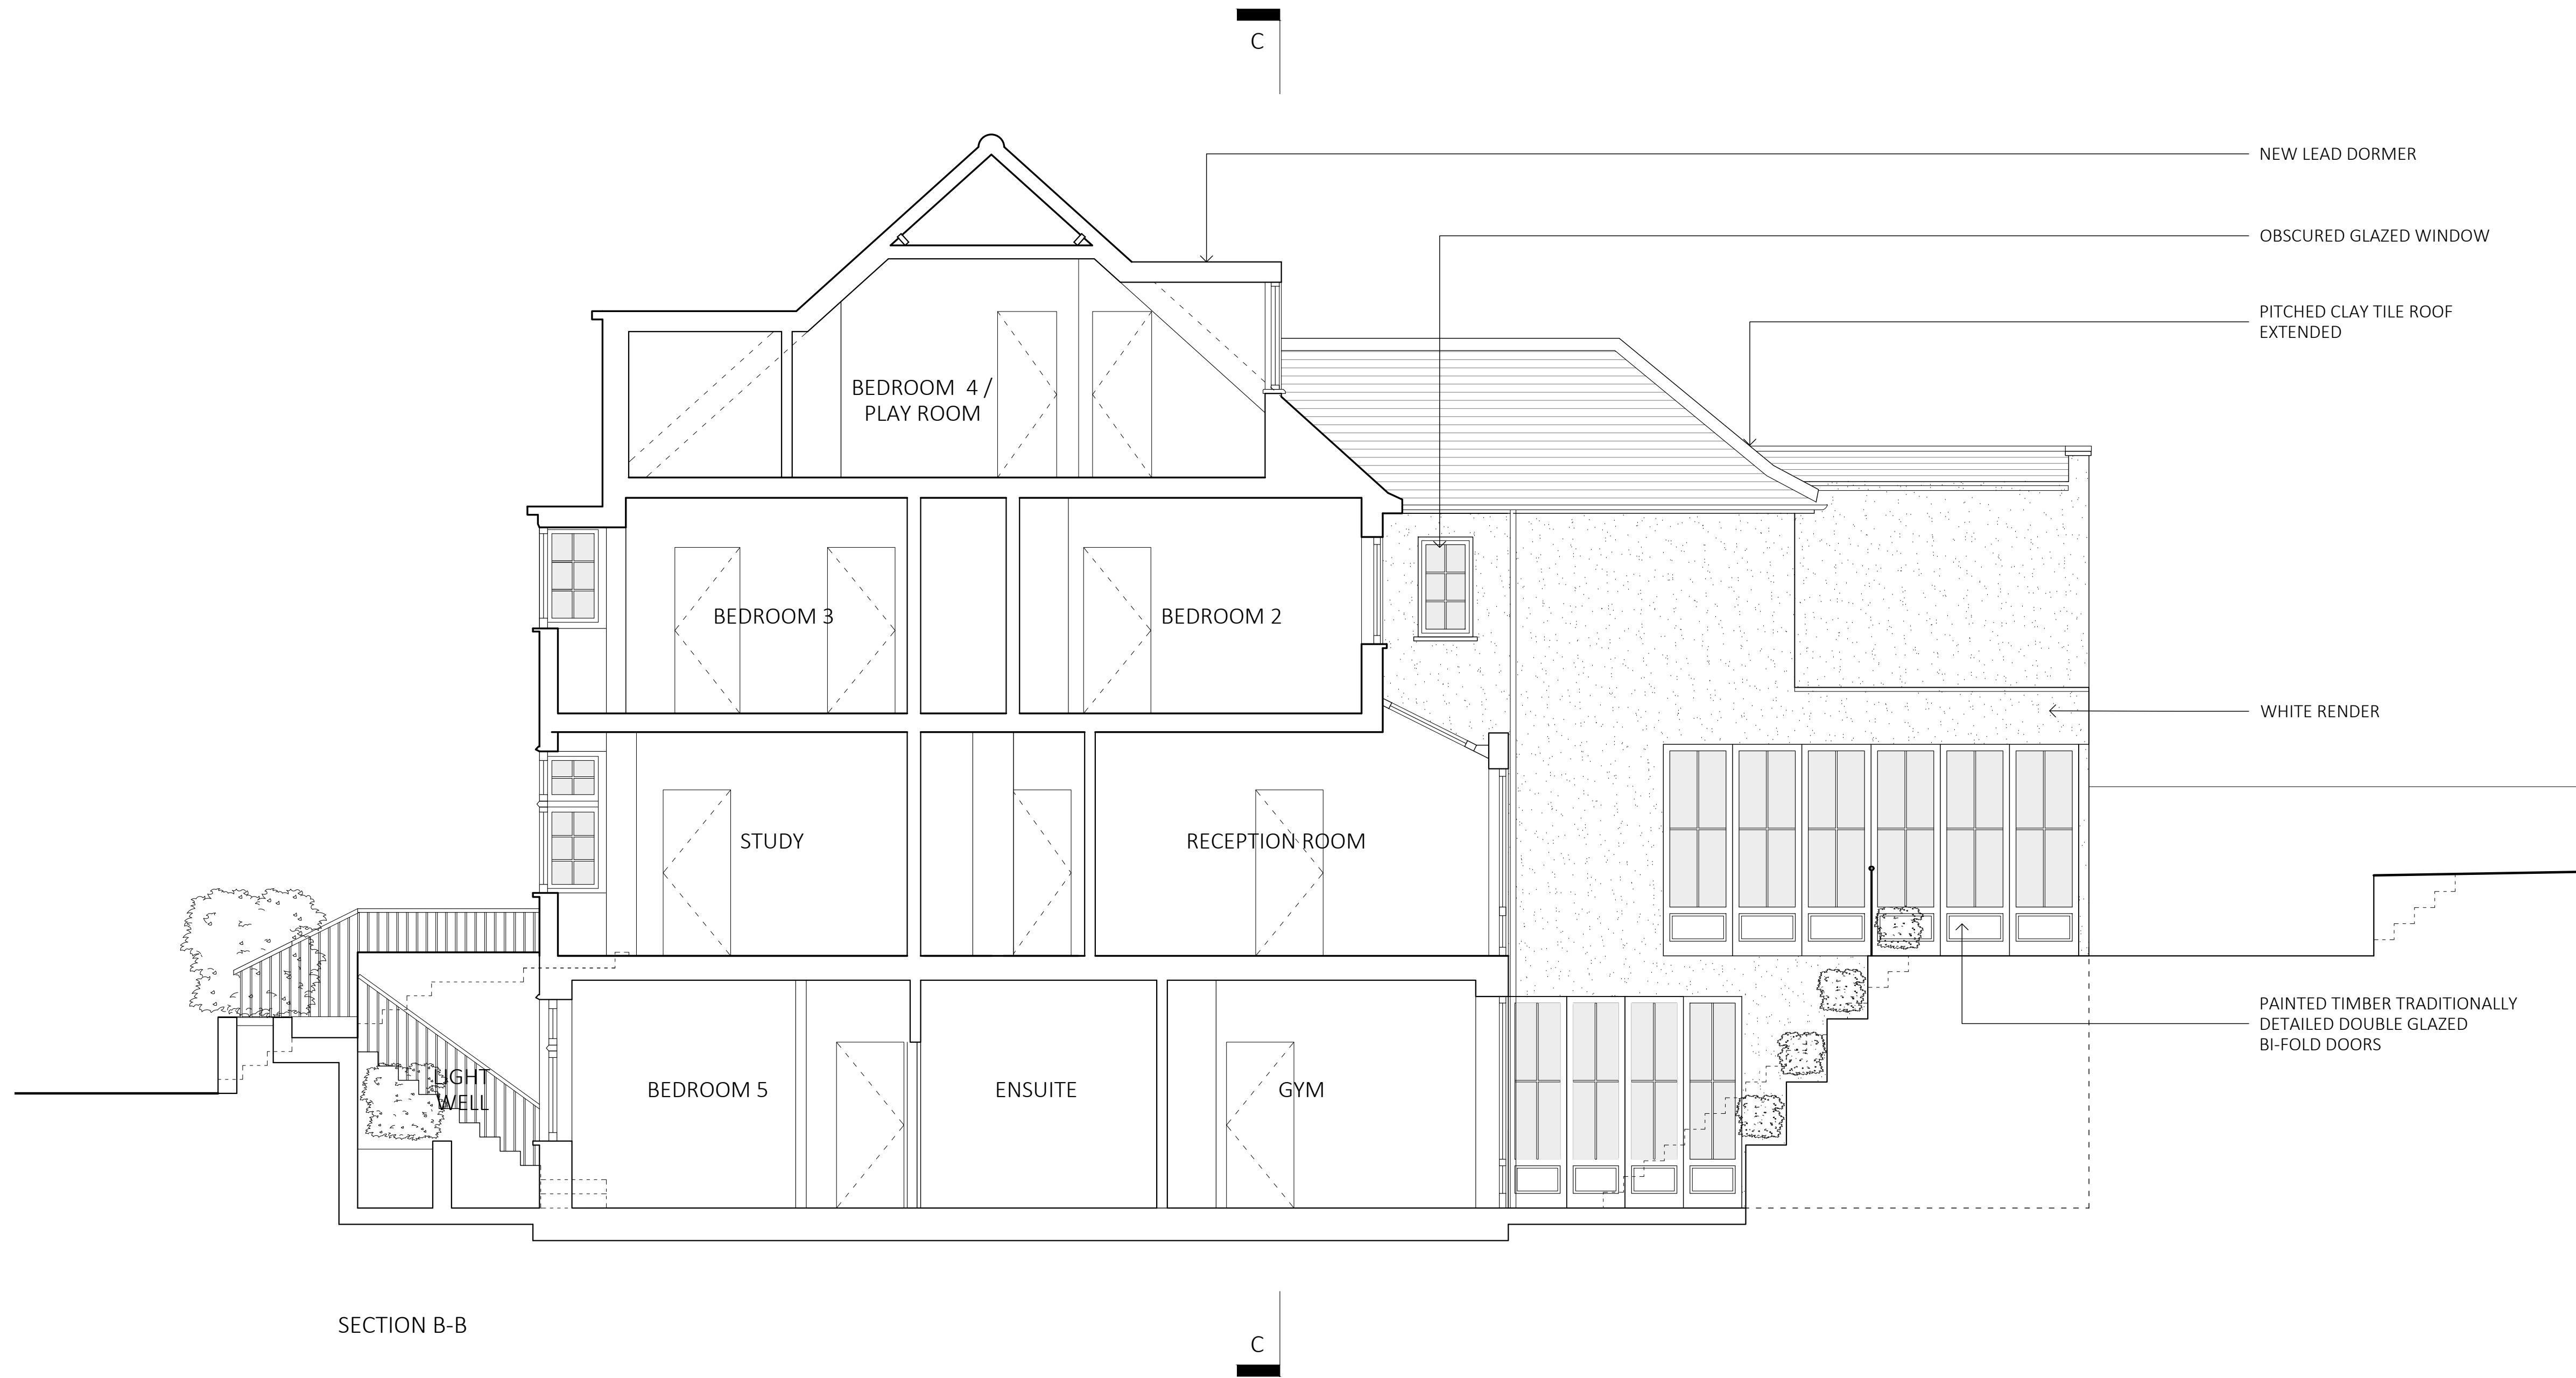 C
NEW LEAD DORMER
OBSCURED GLAZED WINDOW
PITCHED CLAY TILE ROOF
EXTENDED
BEDROOM 4 /
PLAY ROOM
BEDROOM 3
BEDROOM 2
WHITE RENDER
STUDY
RECEPTION ROOM
PAINTED TIMBER TRADITIONALLY
DETAILED DOUBLE GLAZED
BI-FOLD DOORS
LIGHT
WELL
BEDROOM 5
ENSUITE
GYM
SECTION B-B
C